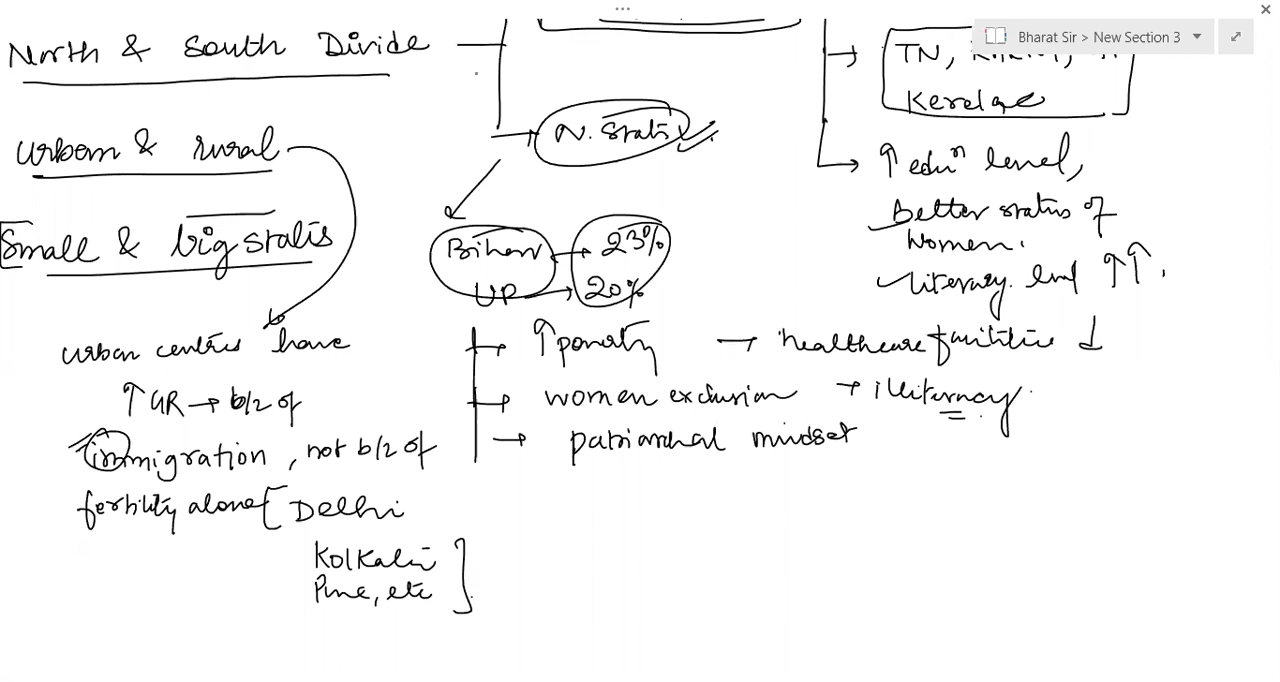 Bharat Sir > New Section 3
North & South Divide
Urban & rural
Small & big states
urban centres have
↑ GR → b/z of
immigration, not b/z of
fertility alone [ Delhi
Kolkata
Pune, etc ]
→ N. States
Bihar → 23%
UP → 20%
→ ↑ poverty → healthcare facilities ↓
→ women exclusion → illiteracy
→ patriarchal mindset
→ TN,
Keralae
→ ↑ eduⁿ level,
Better status of
Women.
literacy level ↑↑.